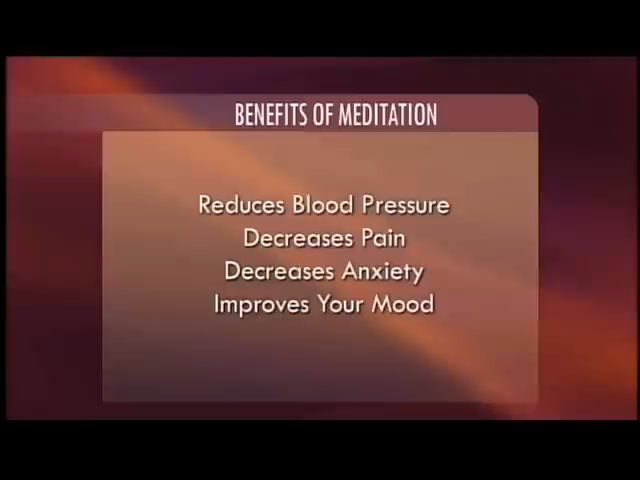 BENEFITS OF MEDITATION
Reduces Blood Pressure
Decreases Pain
Decreases Anxiety
Improves Your Mood